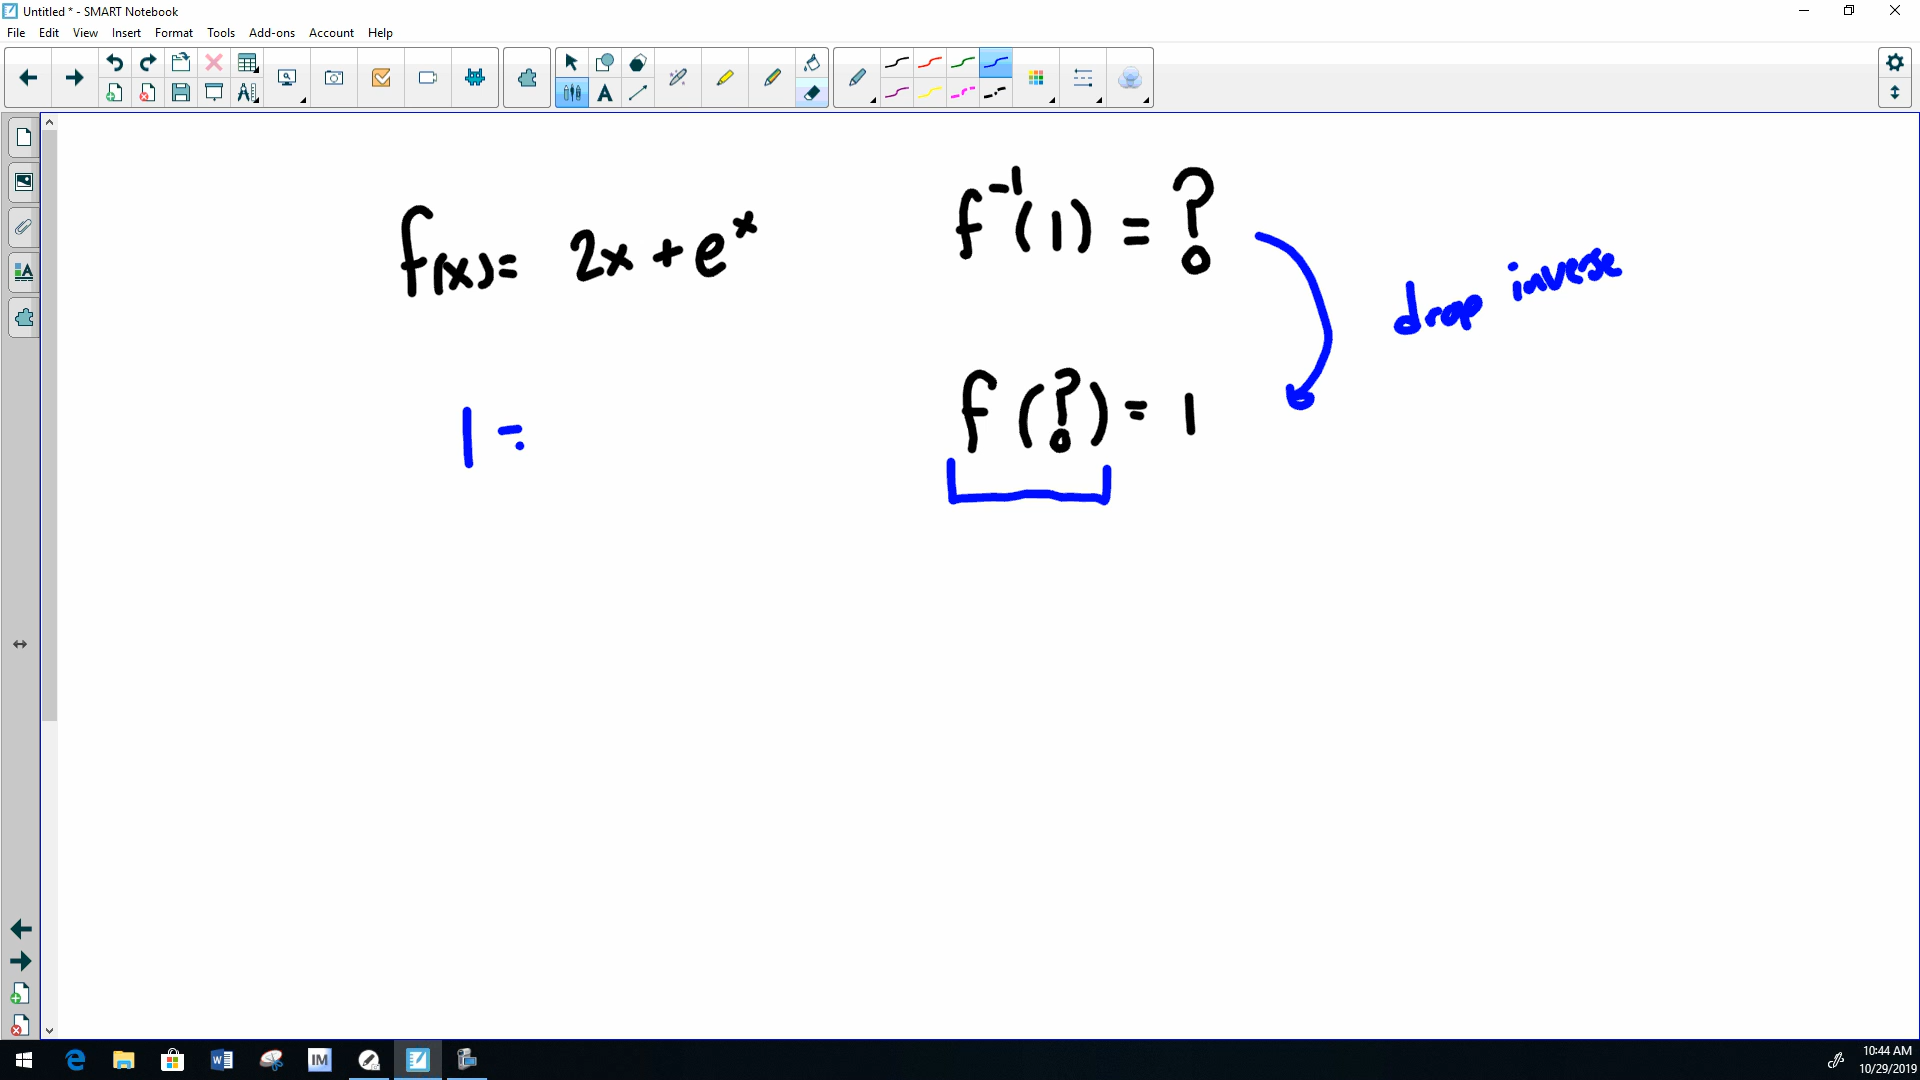 Untitled * - SMART Notebook
File Edit View Insert Format Tools Add-ons Account Help
f(x)= 2x + e^x
f^-1(1) = ?
drop inverse
f(?) = 1
1 =
10:44 AM
10/29/2019